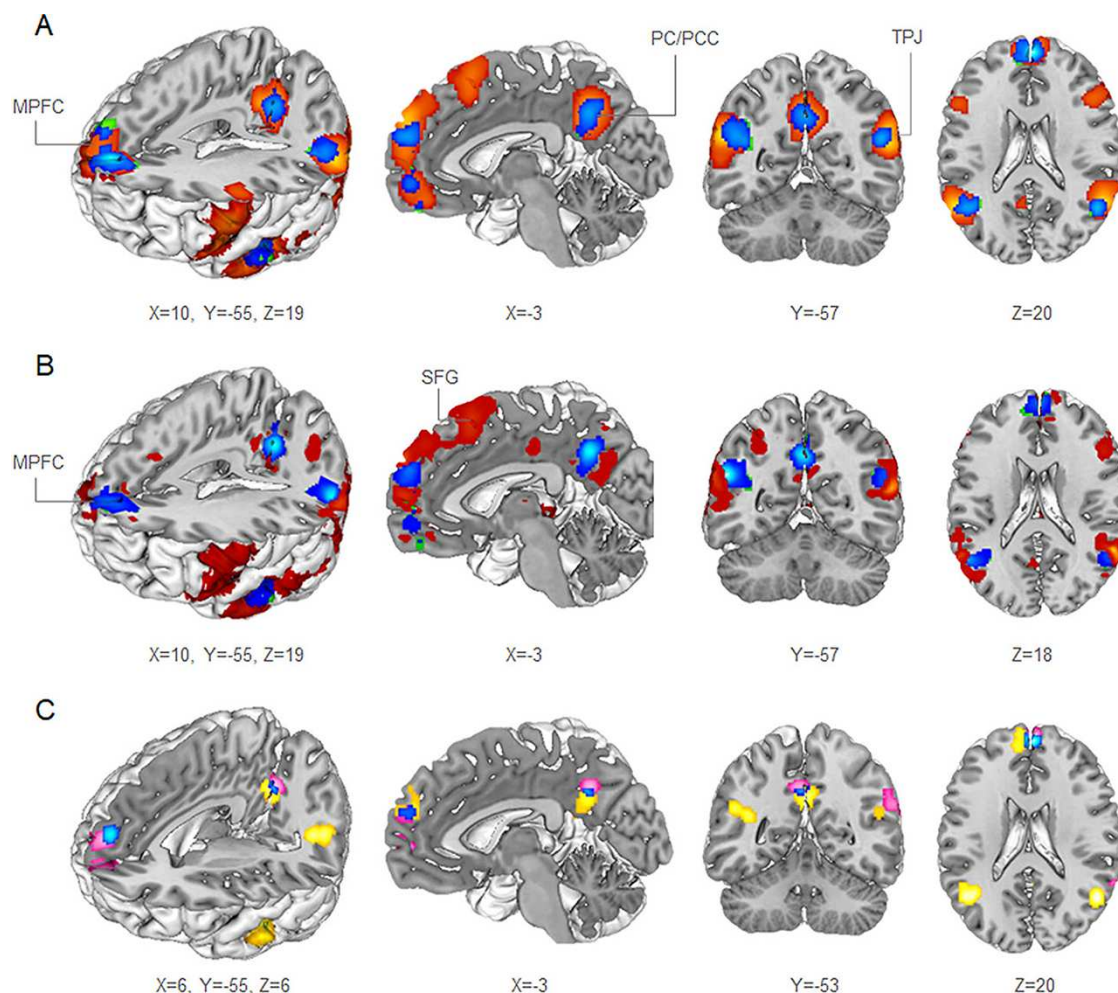 A
MPFC
PC/PCC
TPJ
X=10, Y=-55, Z=19
X=-3
Y=-57
Z=20
B
SFG
MPFC
X=10, Y=-55, Z=19
X=-3
Y=-57
Z=18
C
X=6, Y=-55, Z=6
X=-3
Y=-53
Z=20